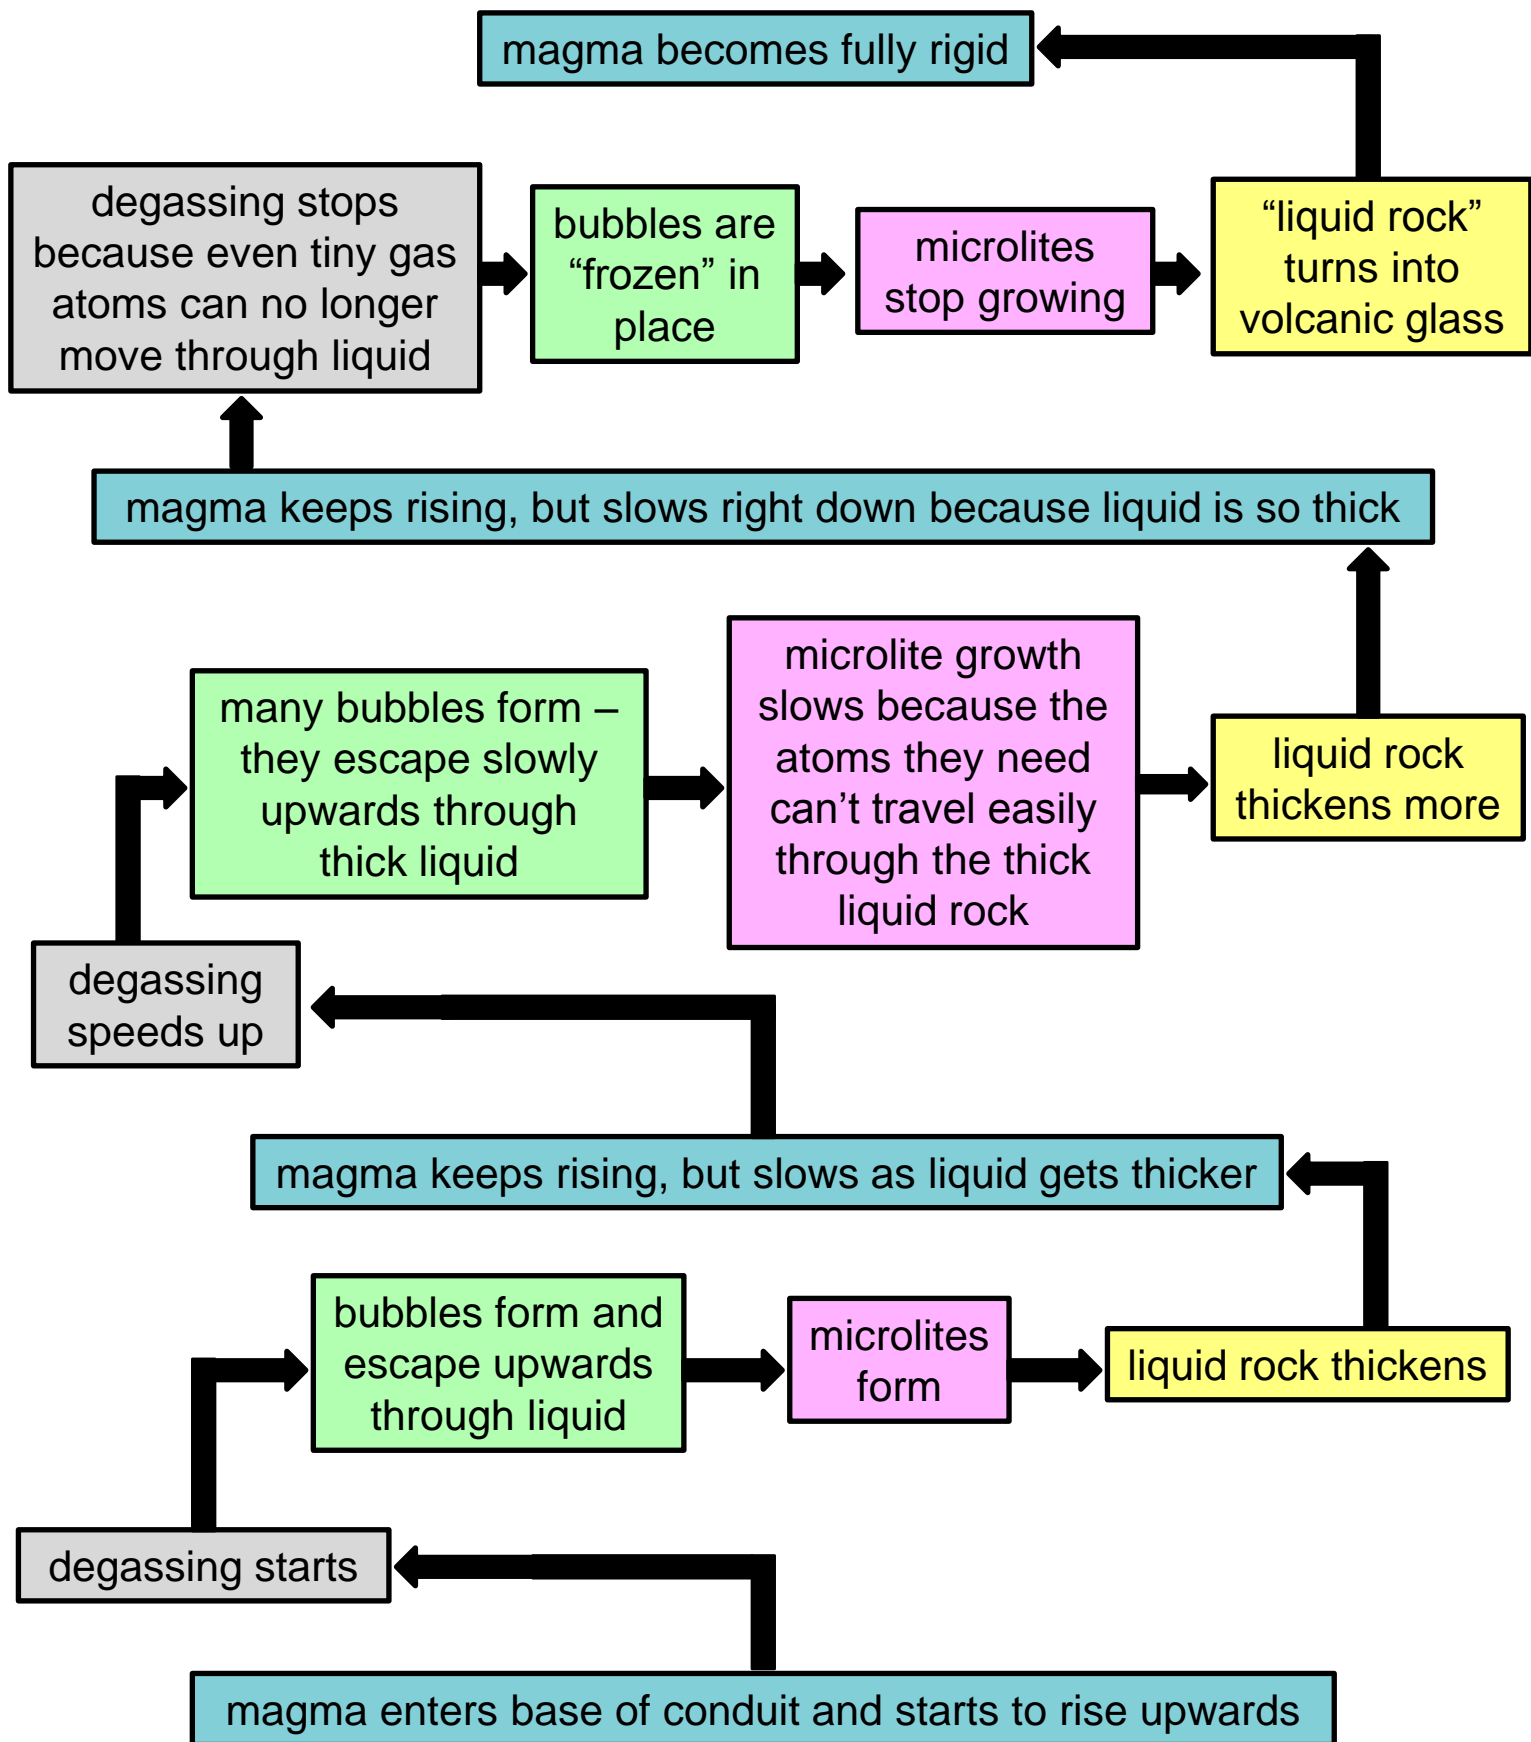 magma becomes fully rigid
degassing stops
because even tiny gas
atoms can no longer
move through liquid
bubbles are
“frozen” in
place
microlites
stop growing
“liquid rock”
turns into
volcanic glass
magma keeps rising, but slows right down because liquid is so thick
many bubbles form –
they escape slowly
upwards through
thick liquid
microlite growth
slows because the
atoms they need
can’t travel easily
through the thick
liquid rock
liquid rock
thickens more
degassing
speeds up
magma keeps rising, but slows as liquid gets thicker
bubbles form and
escape upwards
through liquid
microlites
form
liquid rock thickens
degassing starts
magma enters base of conduit and starts to rise upwards